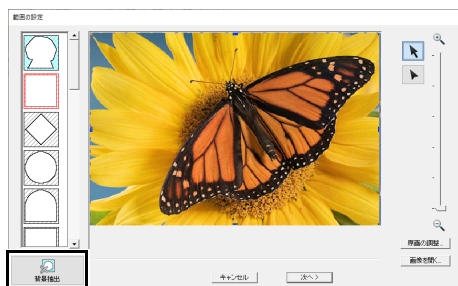 範囲の設定
原画の調整...
画像を開く...
背景抽出
キャンセル
次へ >